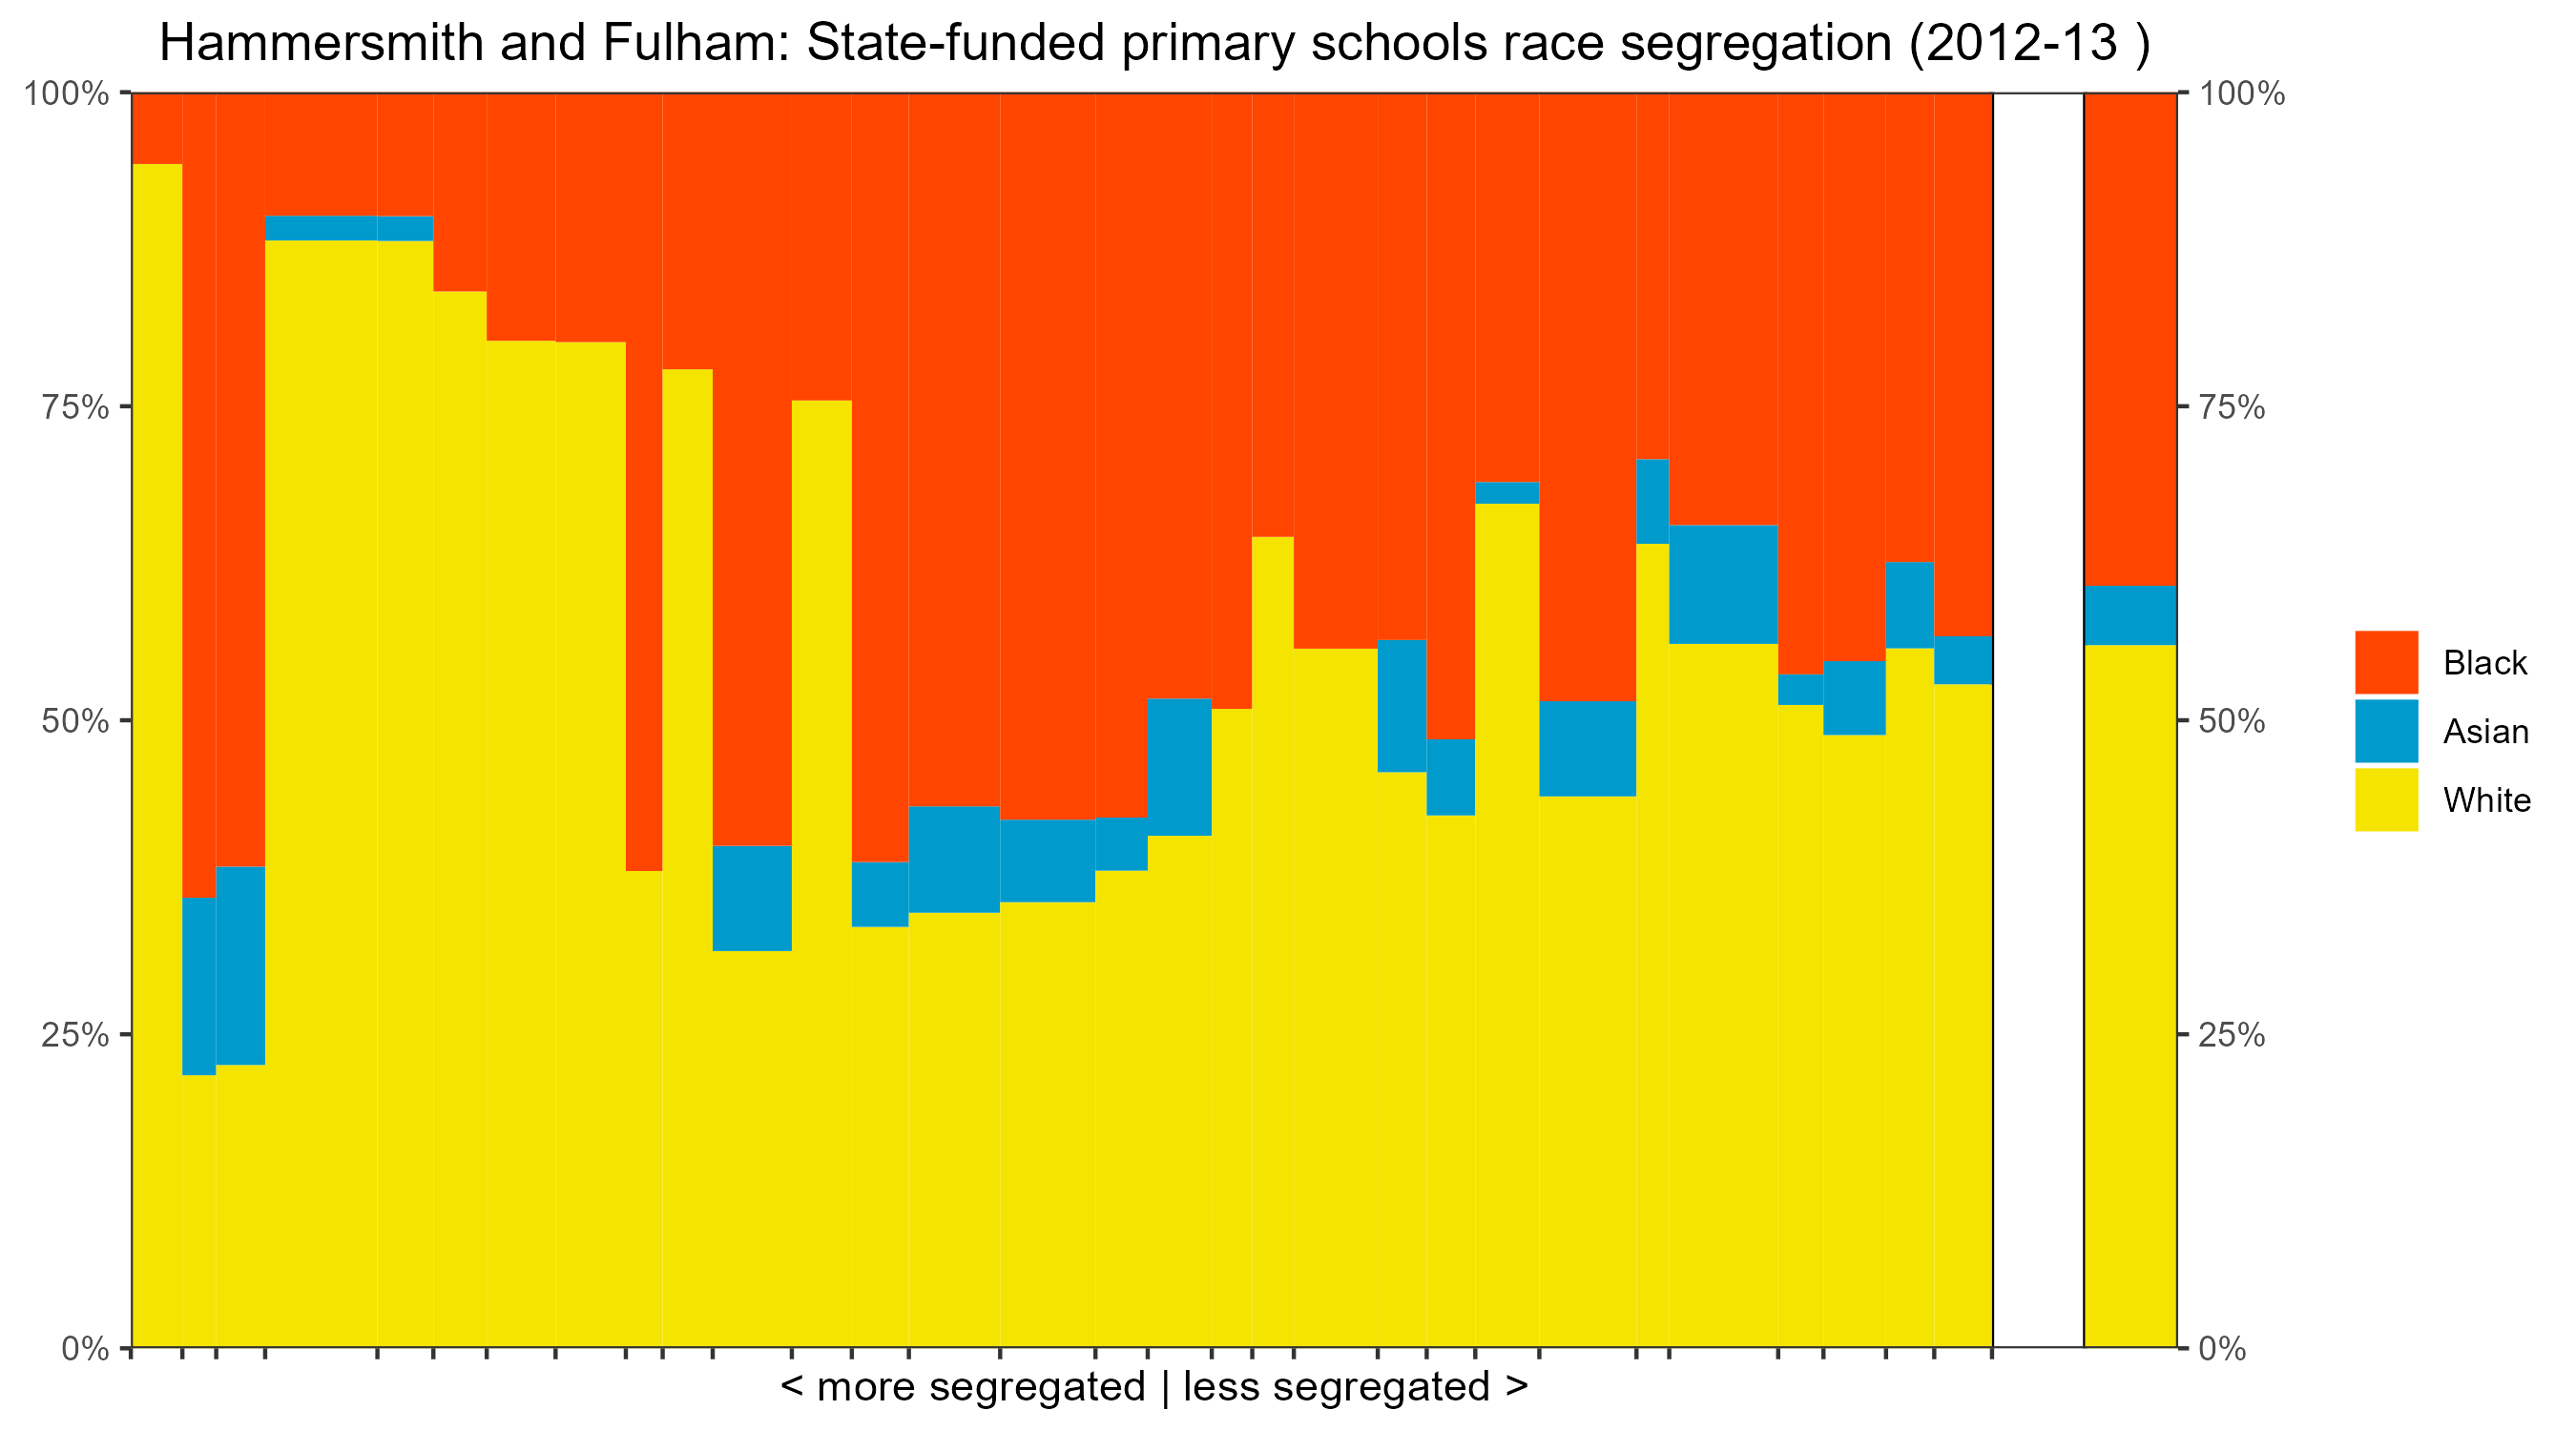 Hammersmith and Fulham: State-funded primary schools race segregation (2012-13 )
100%
75%
50%
25%
0%
100%
75%
50%
25%
0%
Black
Asian
White
< more segregated | less segregated >